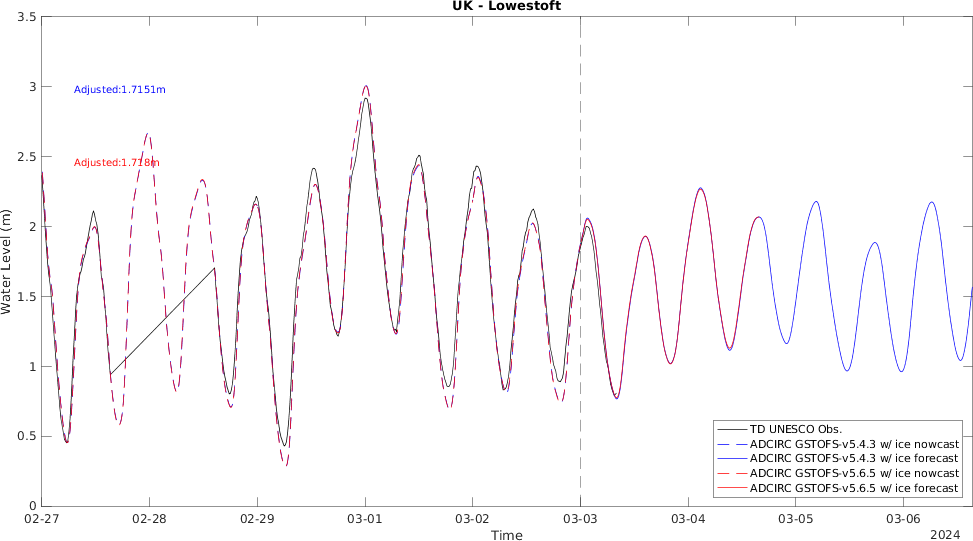 UK - Lowestoft
3.5
3
2.5
2
1.5
1
0.5
0
Water Level (m)
Adjusted:1.7151m
Adjusted:1.718m
TD UNESCO Obs.
ADCIRC GSTOFS-v5.4.3 w/ ice nowcast
ADCIRC GSTOFS-v5.4.3 w/ ice forecast
ADCIRC GSTOFS-v5.6.5 w/ ice nowcast
ADCIRC GSTOFS-v5.6.5 w/ ice forecast
02-27 02-28 02-29 03-01 03-02 03-03 03-04 03-05 03-06
Time
2024